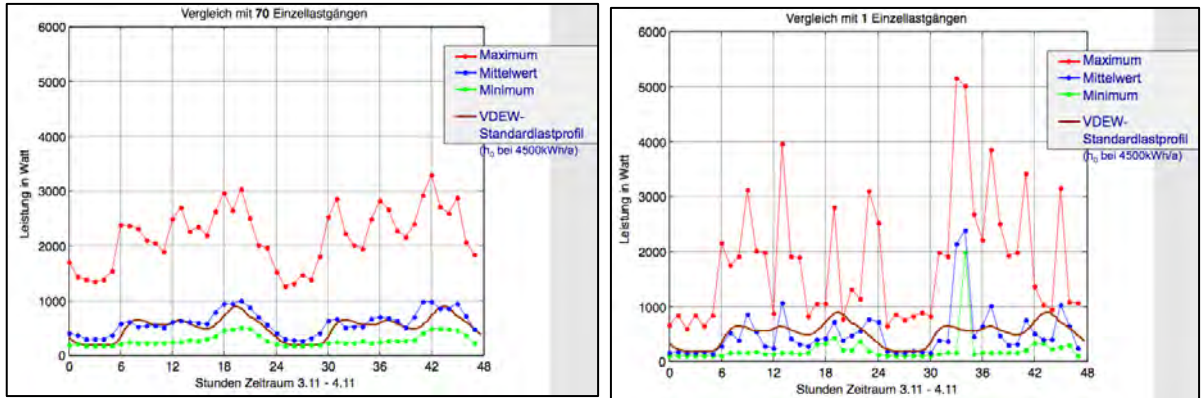 Vergleich mit 70 Einzellastgängen
6000
5000
4000
3000
2000
1000
0
Leistung in Watt
0 6 12 18 24 30 36 42 48
Stunden Zeitraum 3.11 - 4.11
Maximum
Mittelwert
Minimum
VDEW-
Standardlastprofil
(h₀ bei 4500kWh/a)
Vergleich mit 1 Einzellastgängen
6000
5000
4000
3000
2000
1000
0
Leistung in Watt
0 6 12 18 24 30 36 42 48
Stunden Zeitraum 3.11 - 4.11
Maximum
Mittelwert
Minimum
VDEW-
Standardlastprofil
(h₀ bei 4500kWh/a)